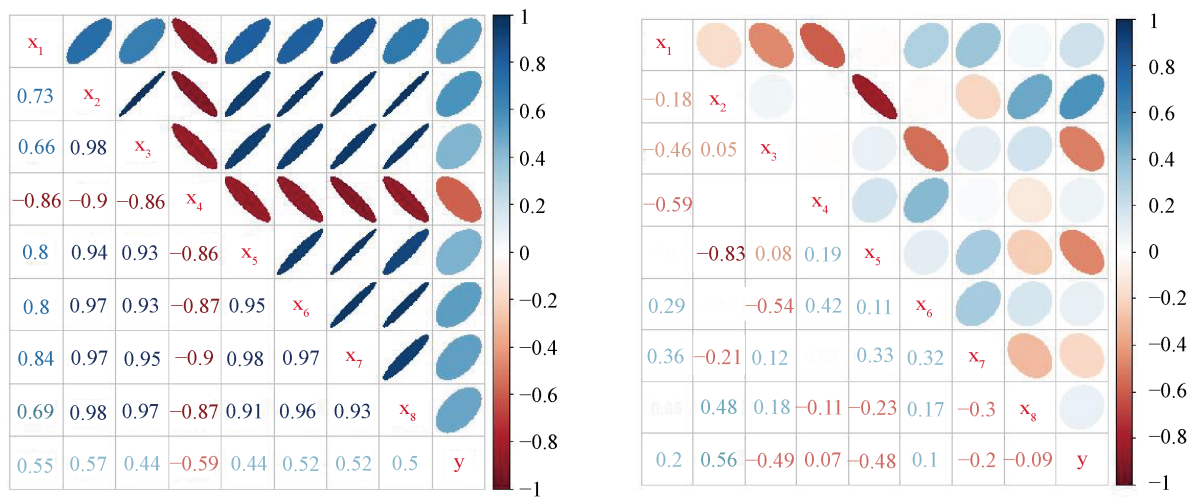 x1 1
0.73 x2 0.8
0.66 0.98 x3 0.6
−0.86 −0.9 −0.86 x4 0.4
0.2
0.8 0.94 0.93 −0.86 x5 0
0.8 0.97 0.93 −0.87 0.95 x6 −0.2
0.84 0.97 0.95 −0.9 0.98 0.97 x7 −0.4
0.69 0.98 0.97 −0.87 0.91 0.96 0.93 x8 −0.6
−0.8
0.55 0.57 0.44 −0.59 0.44 0.52 0.52 0.5 y
−1
x1 1
−0.18 x2 0.8
−0.46 0.05 x3 0.6
−0.59 x4 0.4
0.2
−0.83 0.08 0.19 x5 0
0.29 −0.54 0.42 0.11 x6 −0.2
0.36 −0.21 0.12 0.33 0.32 x7 −0.4
0.05 0.48 0.18 −0.11 −0.23 0.17 −0.3 x8 −0.6
−0.8
0.2 0.56 −0.49 0.07 −0.48 0.1 −0.2 −0.09 y
−1